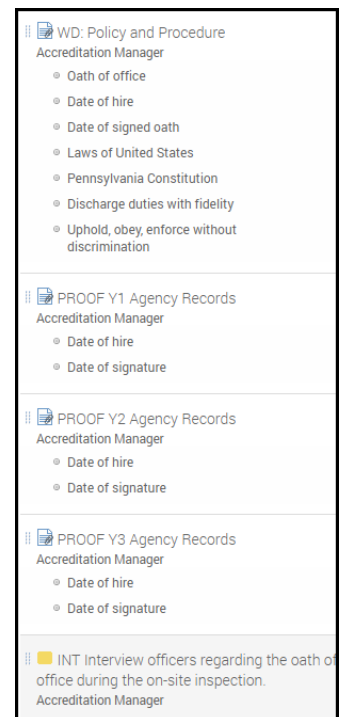 WD: Policy and Procedure
Accreditation Manager
Oath of office
Date of hire
Date of signed oath
Laws of United States
Pennsylvania Constitution
Discharge duties with fidelity
Uphold, obey, enforce without
discrimination
PROOF Y1 Agency Records
Accreditation Manager
Date of hire
Date of signature
PROOF Y2 Agency Records
Accreditation Manager
Date of hire
Date of signature
PROOF Y3 Agency Records
Accreditation Manager
Date of hire
Date of signature
INT Interview officers regarding the oath of
office during the on-site inspection.
Accreditation Manager